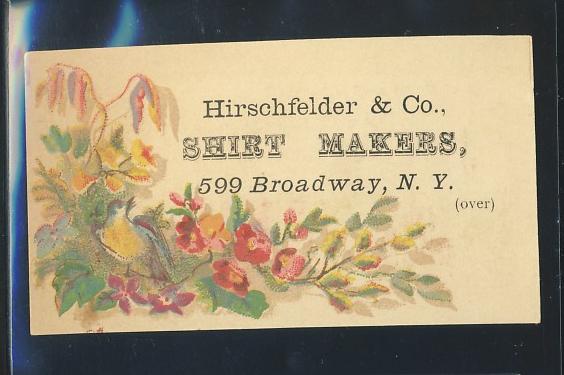 Hirschfelder & Co.,
SHIRT MAKERS,
599 Broadway, N. Y.
(over)